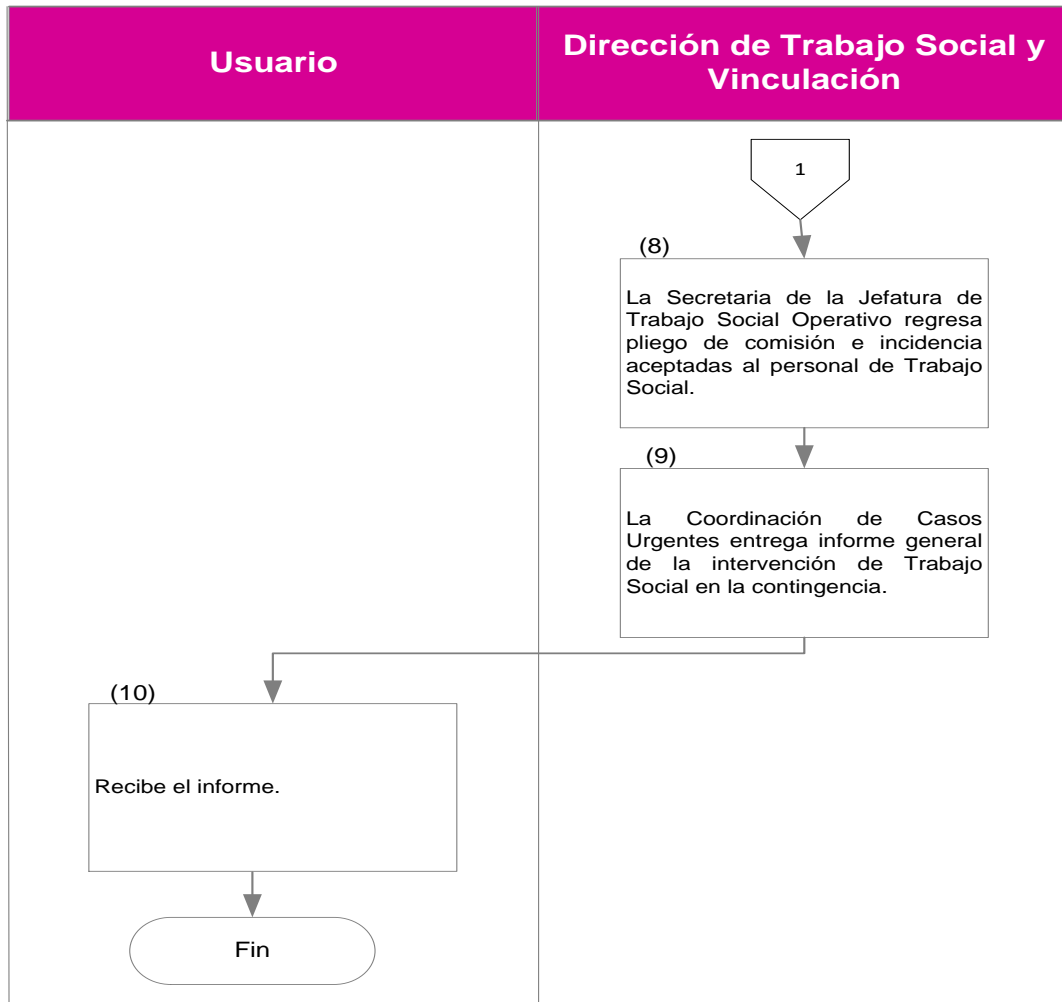 Usuario
Dirección de Trabajo Social y
Vinculación
1
(8)
La Secretaria de la Jefatura de
Trabajo Social Operativo regresa
pliego de comisión e incidencia
aceptadas al personal de Trabajo
Social.
(9)
La Coordinación de Casos
Urgentes entrega informe general
de la intervención de Trabajo
Social en la contingencia.
(10)
Recibe el informe.
Fin